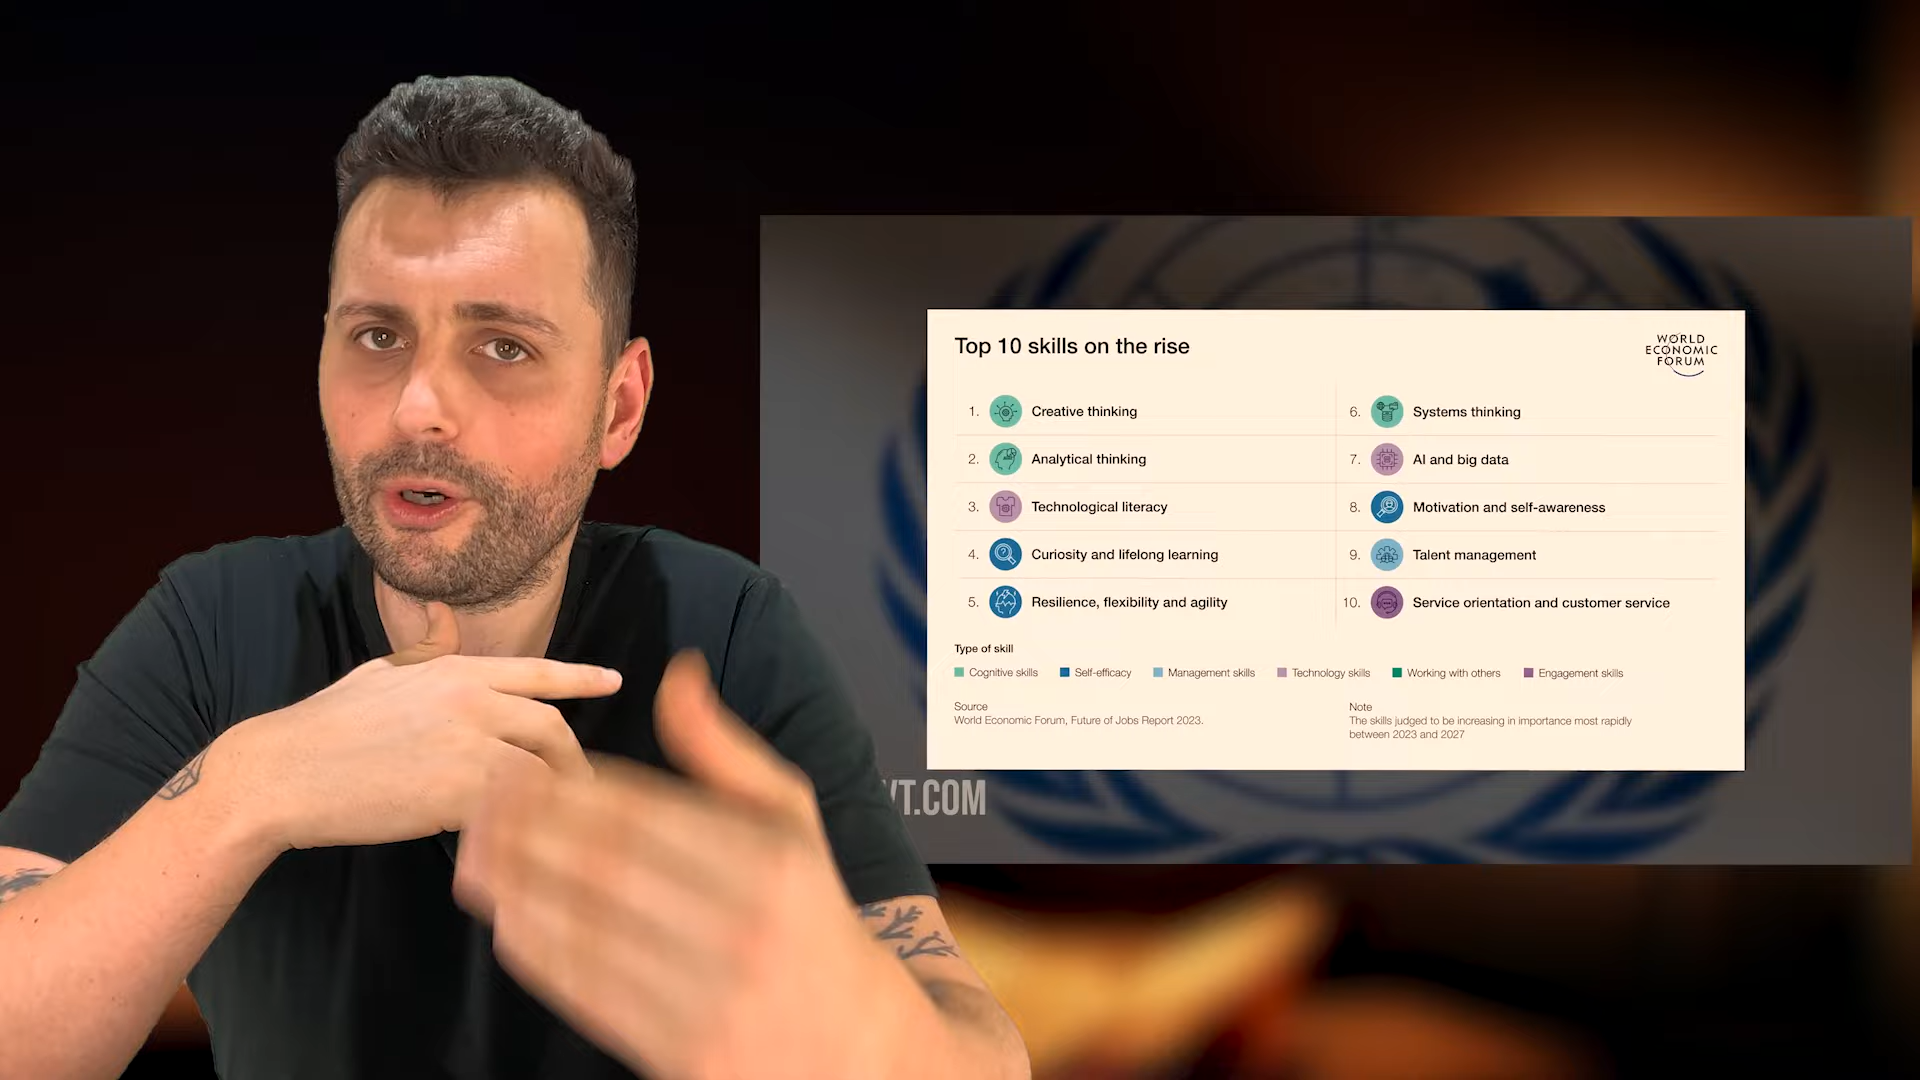 Top 10 skills on the rise
WORLD
ECONOMIC
FORUM
1. Creative thinking
2. Analytical thinking
3. Technological literacy
4. Curiosity and lifelong learning
5. Resilience, flexibility and agility
6. Systems thinking
7. AI and big data
8. Motivation and self-awareness
9. Talent management
10. Service orientation and customer service
Type of skill
Cognitive skills Self-efficacy Management skills Technology skills Working with others Engagement skills
Source
World Economic Forum, Future of Jobs Report 2023.
Note
The skills judged to be increasing in importance most rapidly
between 2023 and 2027
.COM